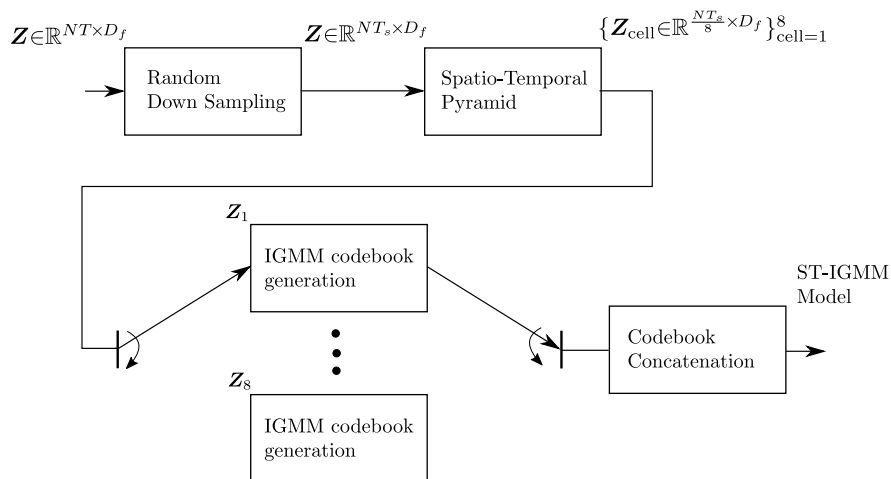 Z∈ℝ^{NT×D_f}
Z∈ℝ^{NT_s×D_f}
{Z_cell∈ℝ^{\frac{NT_s}{8}×D_f}}^8_{cell=1}
Random
Down Sampling
Spatio-Temporal
Pyramid
Z_1
IGMM codebook
generation
ST-IGMM
Model
Codebook
Concatenation
Z_8
IGMM codebook
generation